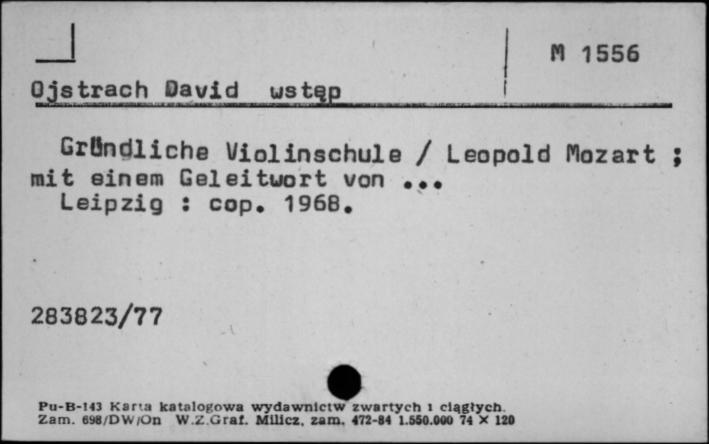 M 1556
Ojstrach David wstęp
Gründliche Violinschule / Leopold Mozart ;
mit einem Geleitwort von ...
Leipzig : cop. 1968.
283823/77
Pu-B-143 Karta katalogowa wydawnictw zwartych i ciągłych.
Zam. 698/DW/On W.Z.Graf. Milicz, zam. 472-84 1.550.000 74 × 120